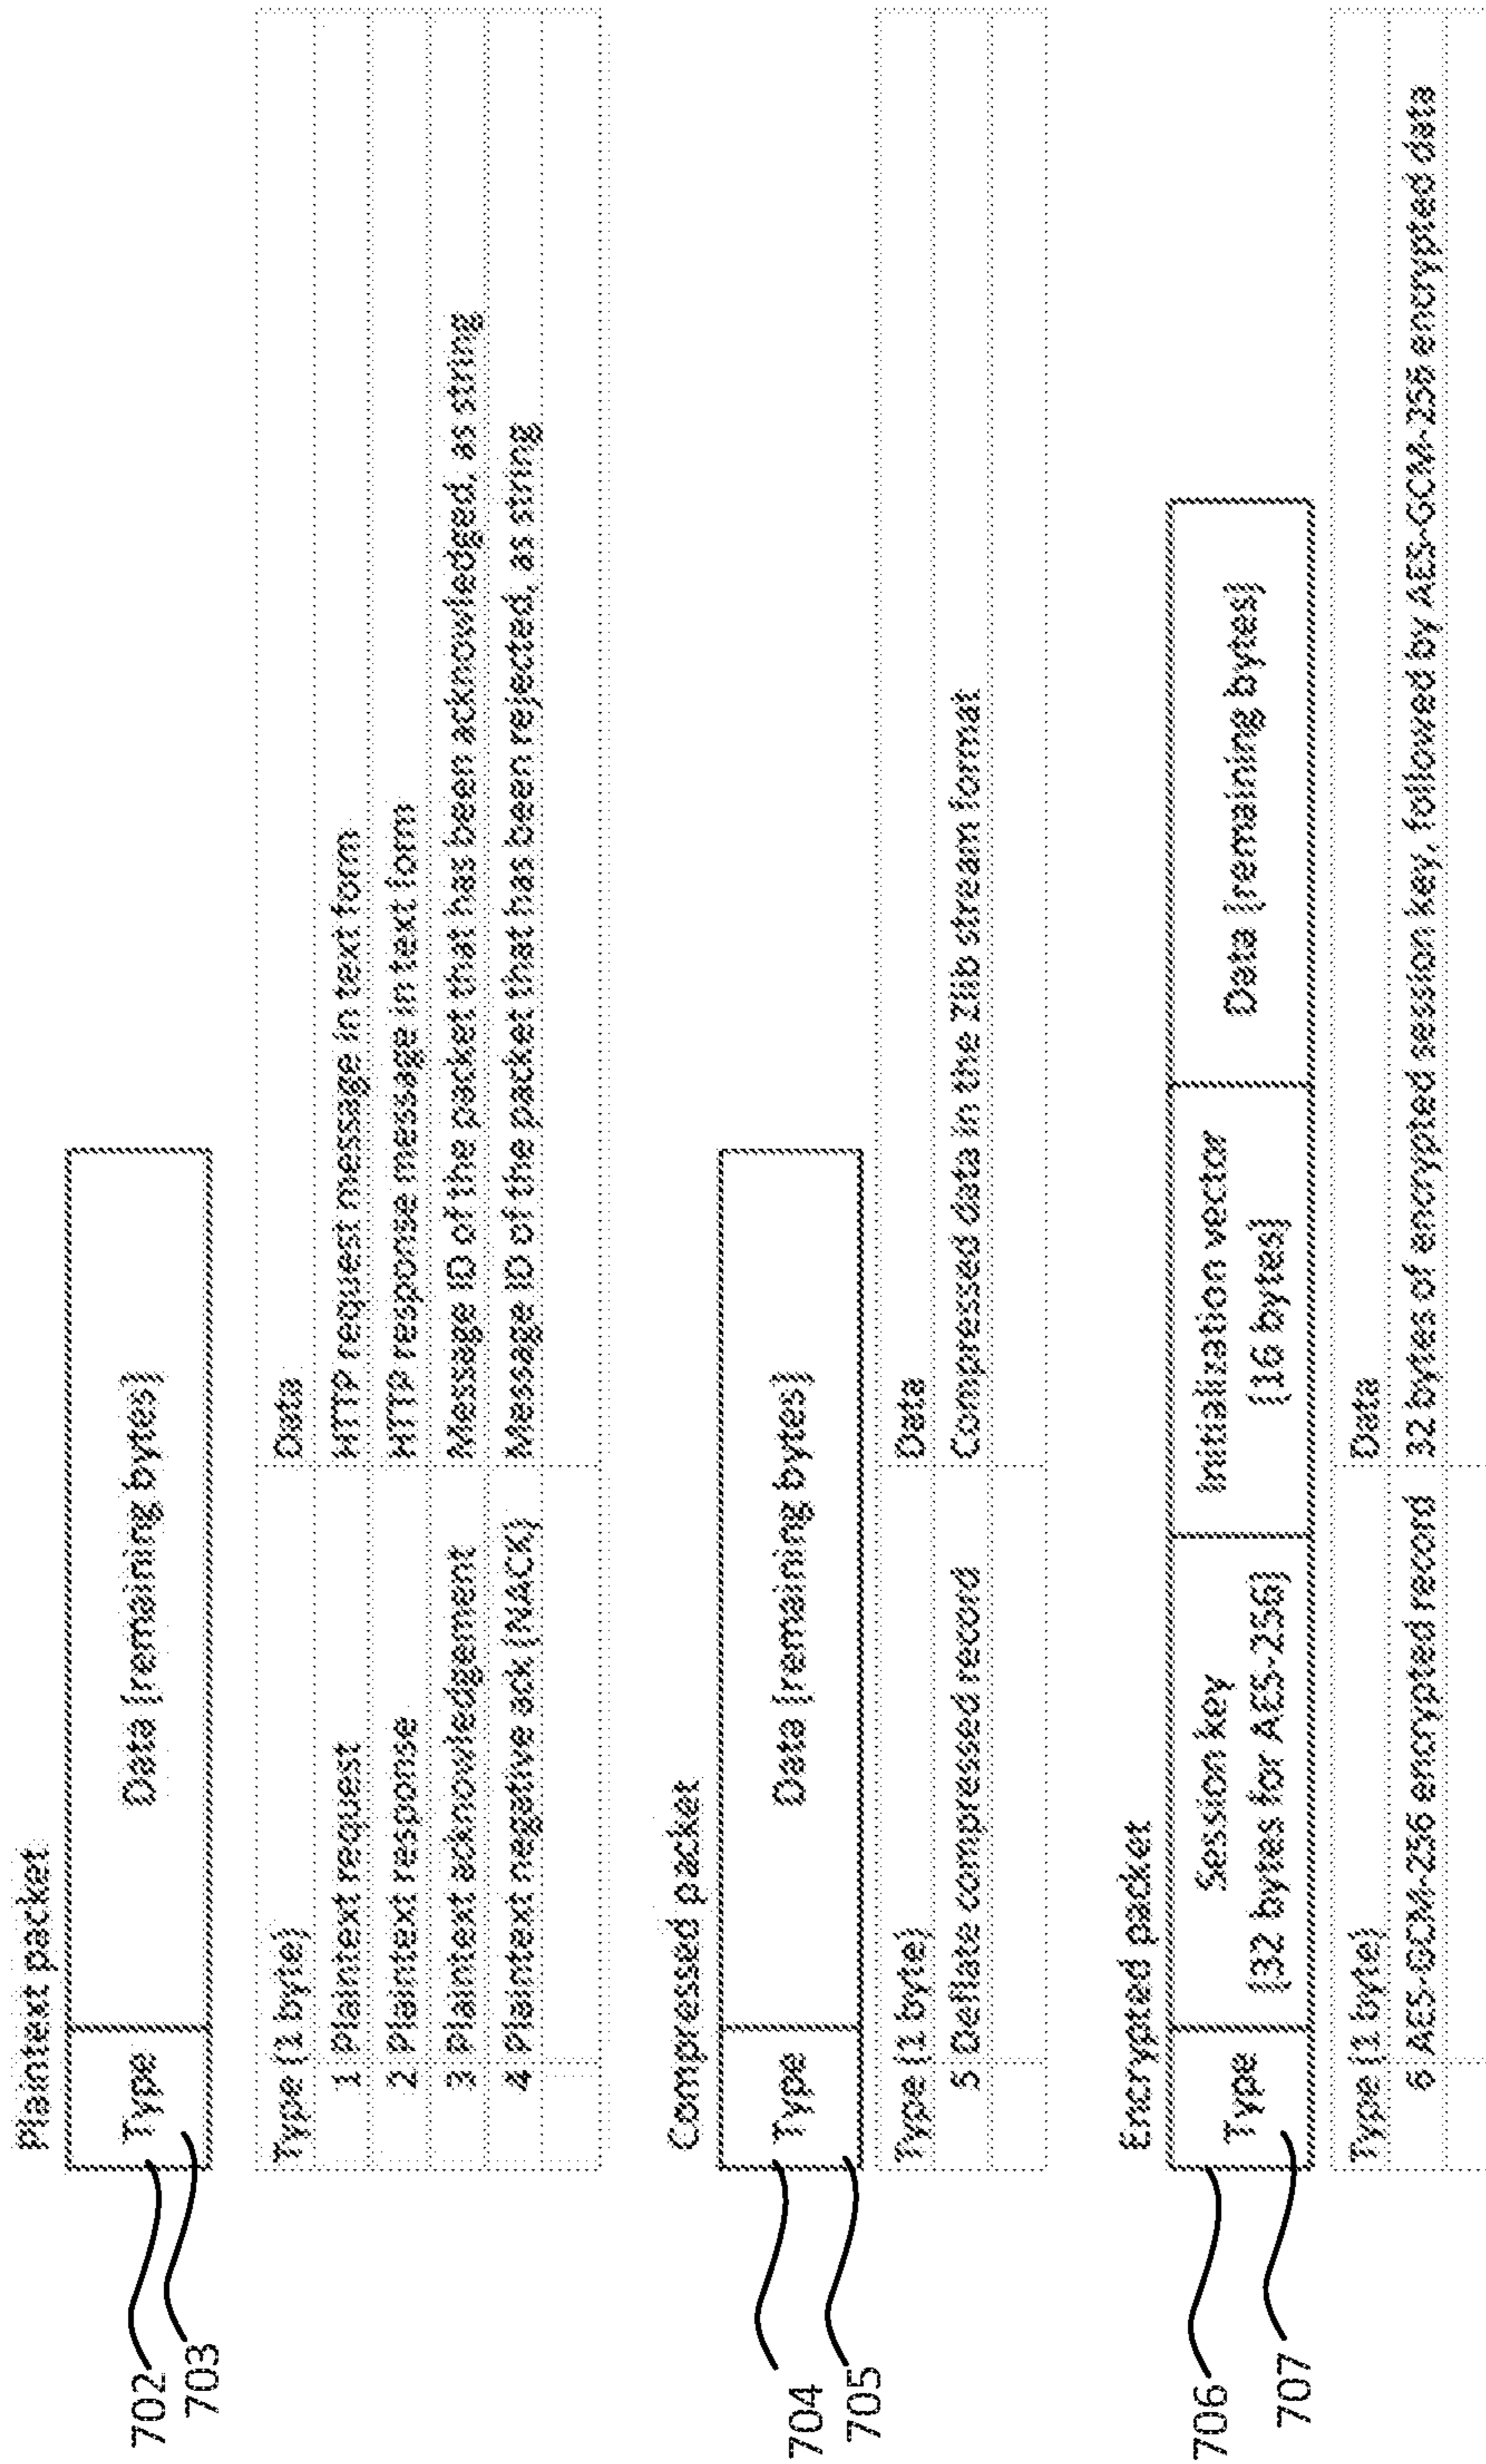 Plaintext packet
Type Data [remaining bytes]
702
703
Type (1 byte) Data
1 Plaintext request HTTP request message in text form
2 Plaintext response HTTP response message in text form
3 Plaintext acknowledgement Message ID of the packet that has been acknowledged, as string
4 Plaintext negative ack (NACK) Message ID of the packet that has been rejected, as string
Compressed packet
Type Data [remaining bytes]
704
705
Type (1 byte) Data
5 Deflate compressed record Compressed data in the Zlib stream format
Encrypted packet
Type Session key Initialization vector Data [remaining bytes]
[32 bytes for AES-256] [16 bytes]
706
707
Type (1 byte) Data
6 AES-GCM-256 encrypted record 32 bytes of encrypted session key, followed by AES-GCM-256 encrypted data